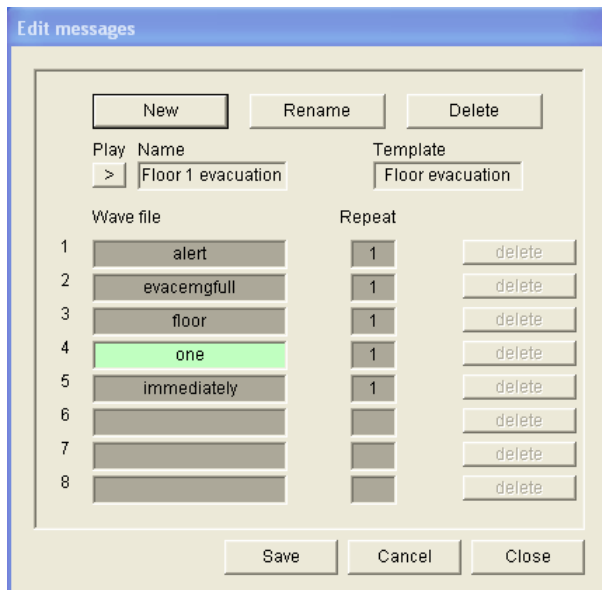 Edit messages
New Rename Delete
Play Name Template
> Floor 1 evacuation Floor evacuation
Wave file Repeat
1 alert 1 delete
2 evacemgfull 1 delete
3 floor 1 delete
4 one 1 delete
5 immediately 1 delete
6 delete
7 delete
8 delete
Save Cancel Close